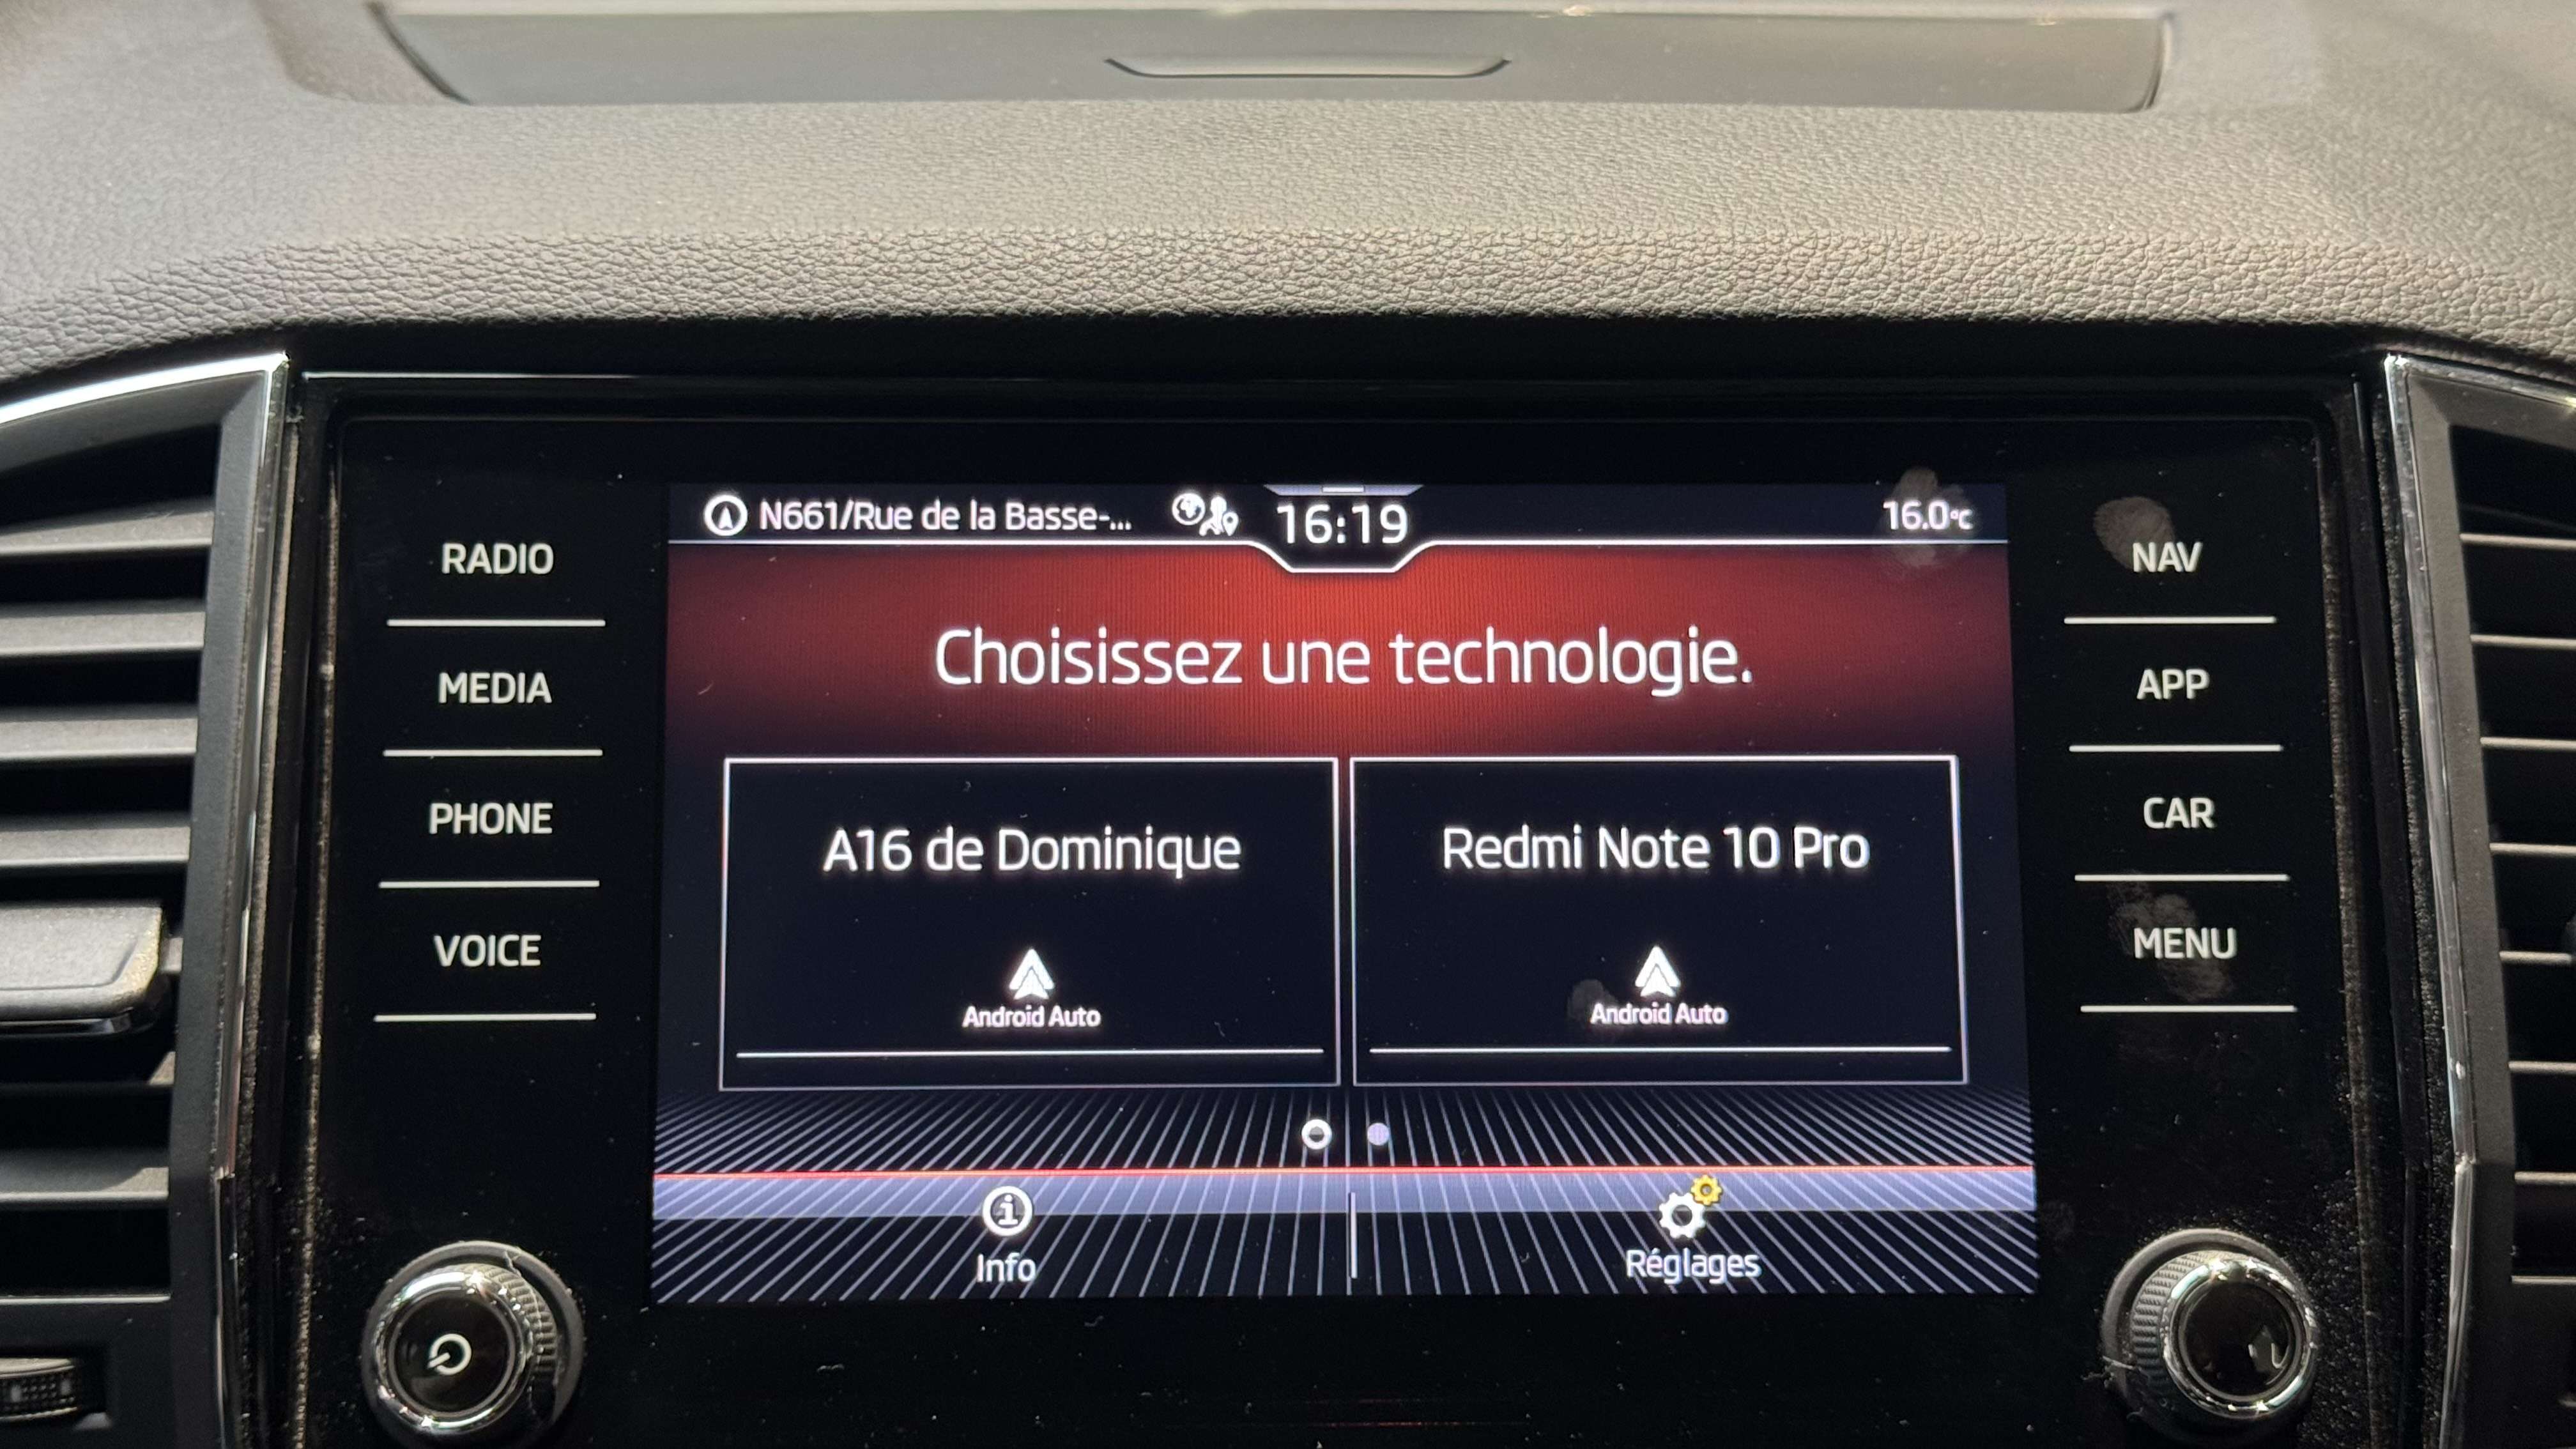 N661/Rue de la Basse-...
16:19
16.0°C
RADIO
MEDIA
PHONE
VOICE
Choisissez une technologie.
A16 de Dominique
Android Auto
Redmi Note 10 Pro
Android Auto
Info
Réglages
NAV
APP
CAR
MENU